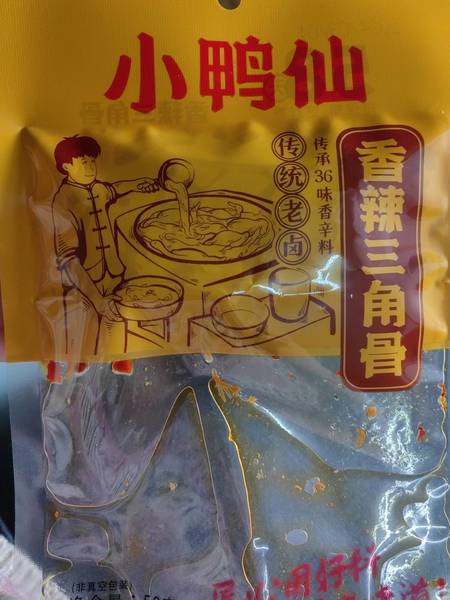 小鸭仙
传统老卤
传承36味香辛料
香辣三角骨
(非真空包装)